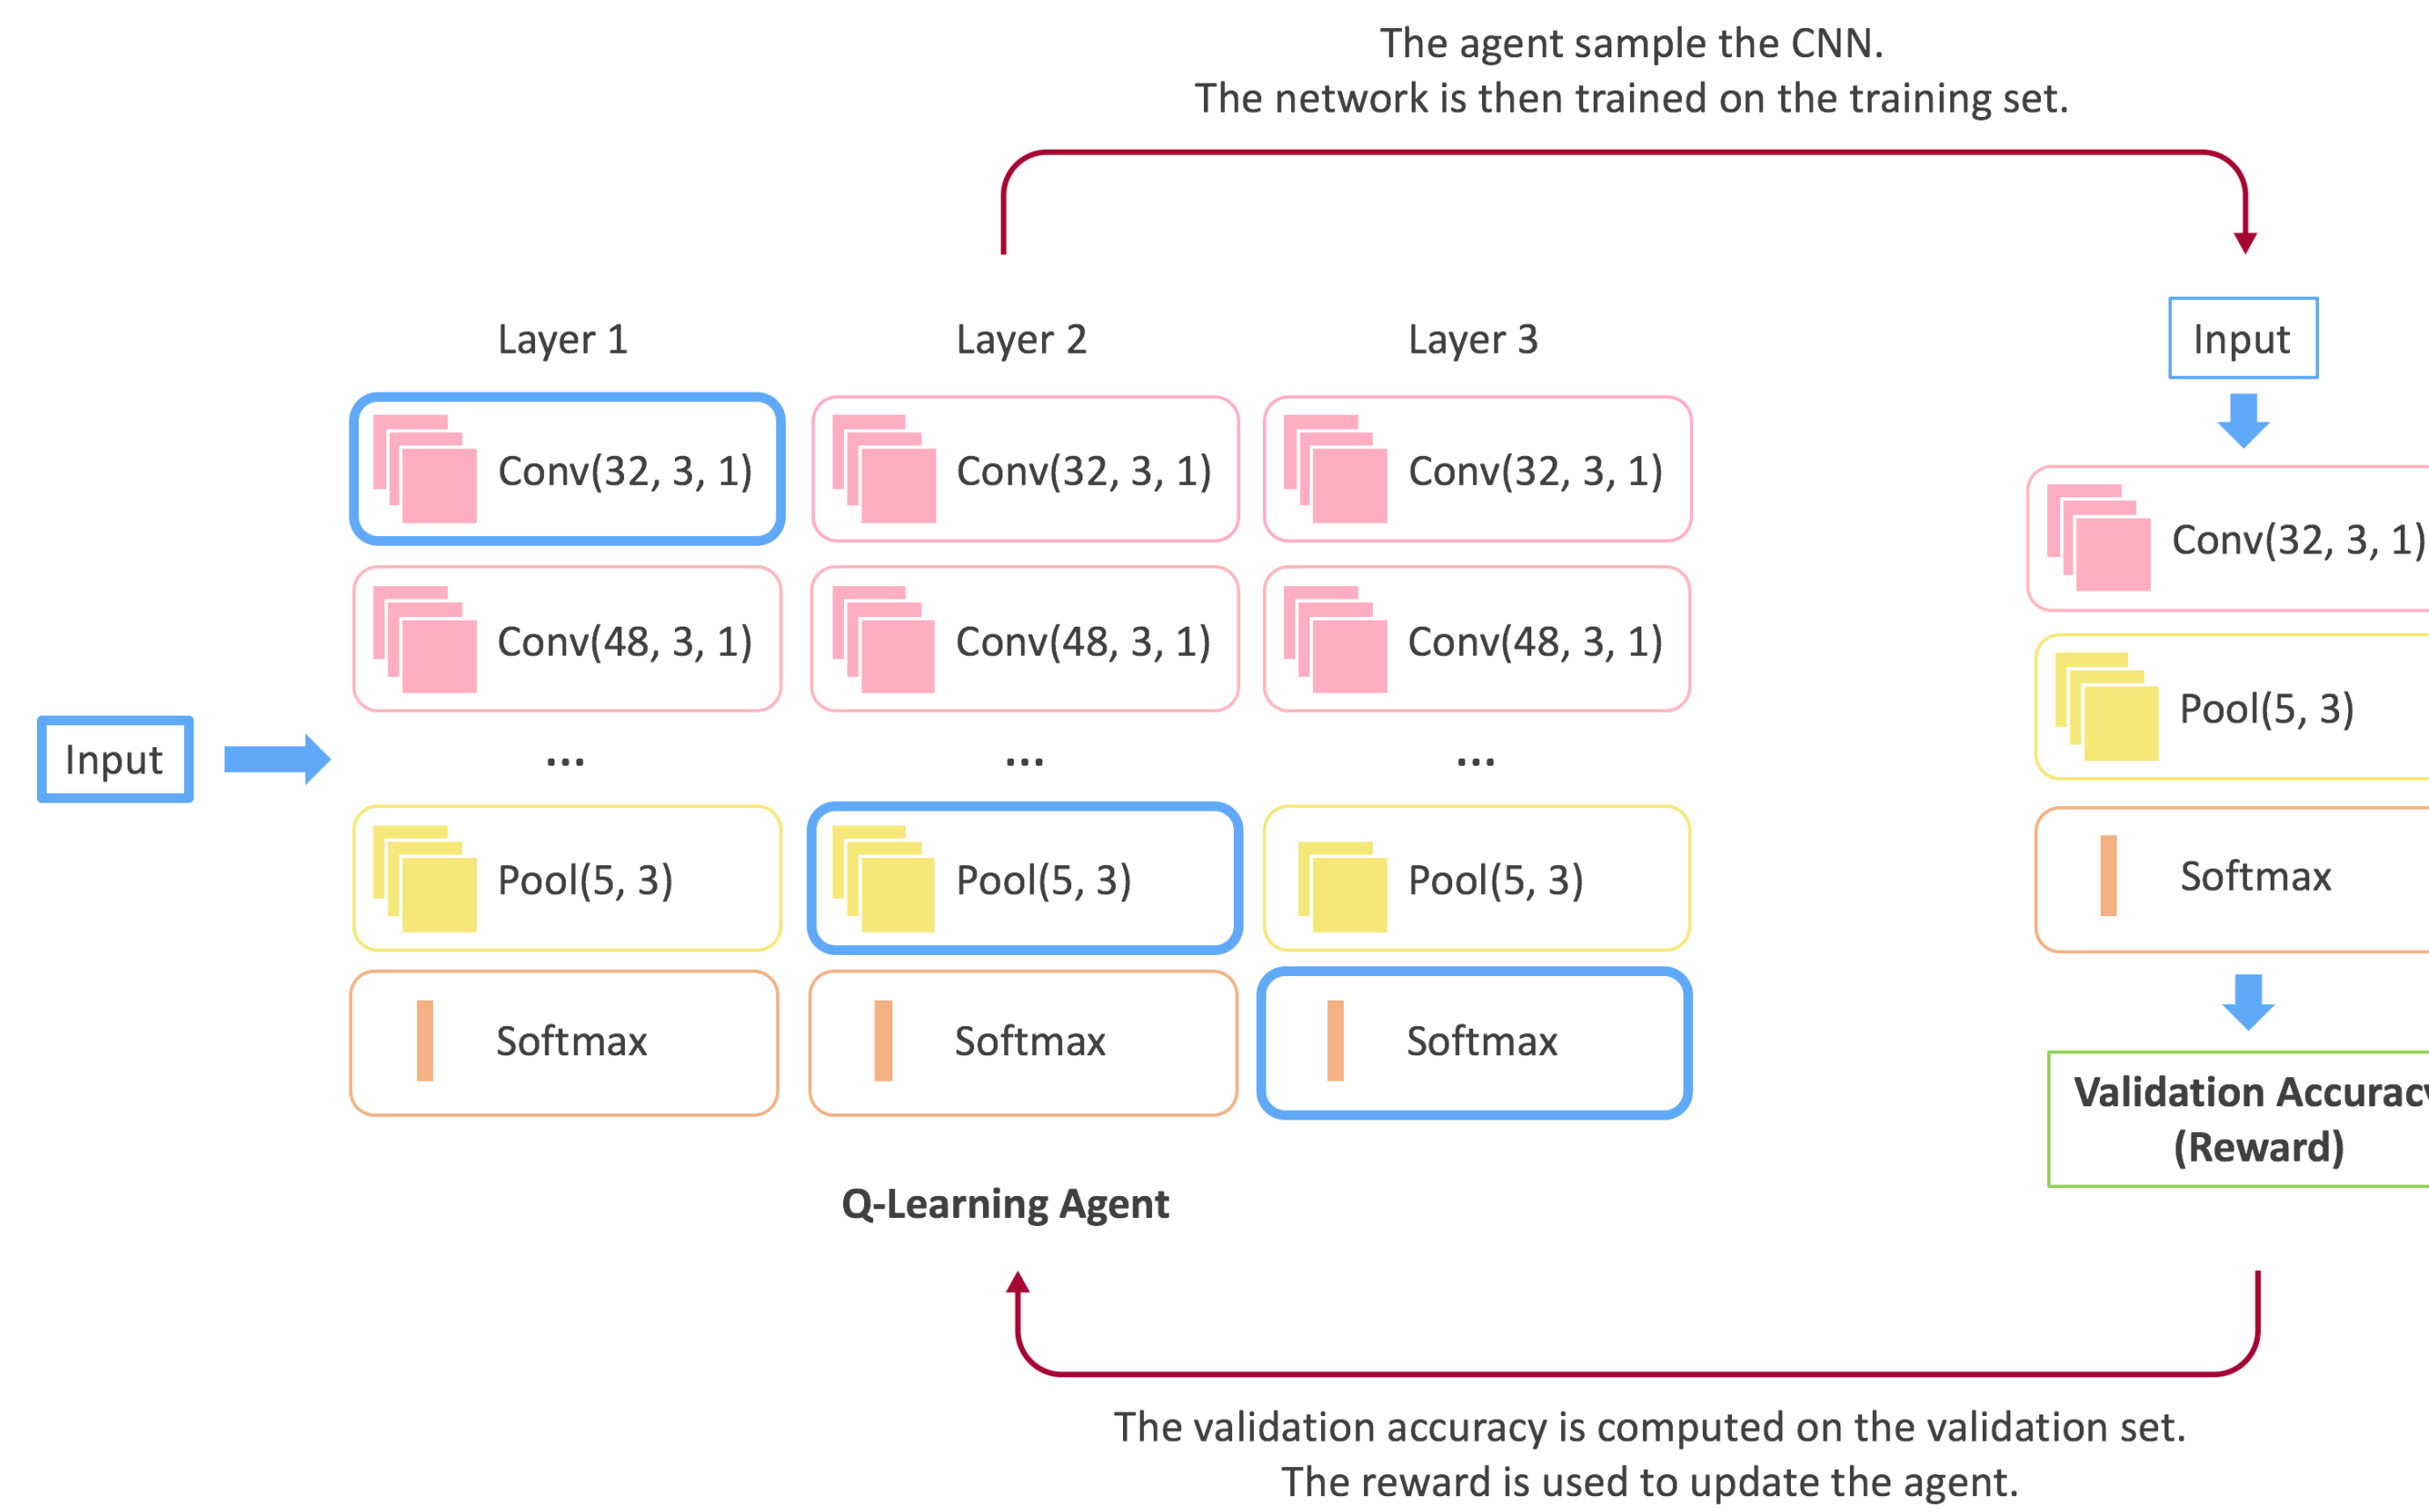 The agent sample the CNN.
The network is then trained on the training set.
Layer 1
Layer 2
Layer 3
Input
Conv(32, 3, 1)
Conv(32, 3, 1)
Conv(32, 3, 1)
Conv(32, 3, 1)
Conv(48, 3, 1)
Conv(48, 3, 1)
Conv(48, 3, 1)
Pool(5, 3)
Input
...
...
...
Pool(5, 3)
Pool(5, 3)
Pool(5, 3)
Softmax
Softmax
Softmax
Softmax
Validation Accuracy
(Reward)
Q-Learning Agent
The validation accuracy is computed on the validation set.
The reward is used to update the agent.